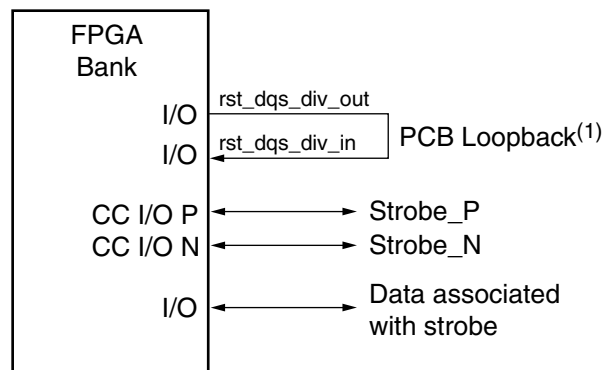 FPGA
Bank
I/O rst_dqs_div_out
I/O rst_dqs_div_in
PCB Loopback(1)
CC I/O P Strobe_P
CC I/O N Strobe_N
I/O Data associated
with strobe